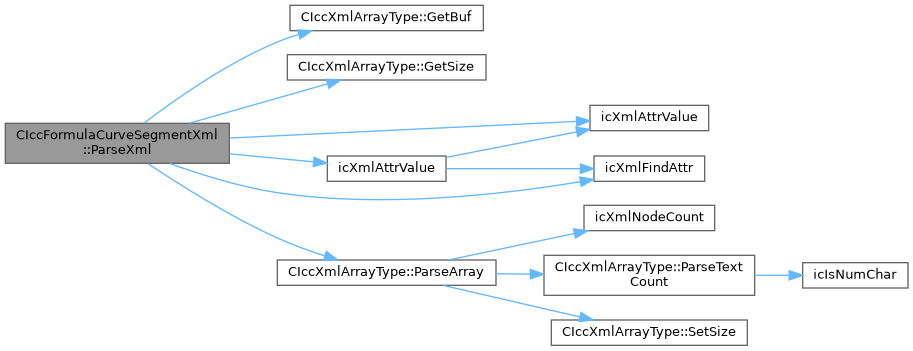 CIccXmlArrayType::GetBuf
CIccXmlArrayType::GetSize
icXmlAttrValue
CIccFormulaCurveSegmentXml
::ParseXml
icXmlAttrValue
icXmlFindAttr
icXmlNodeCount
CIccXmlArrayType::ParseArray
CIccXmlArrayType::ParseText
Count
icIsNumChar
CIccXmlArrayType::SetSize